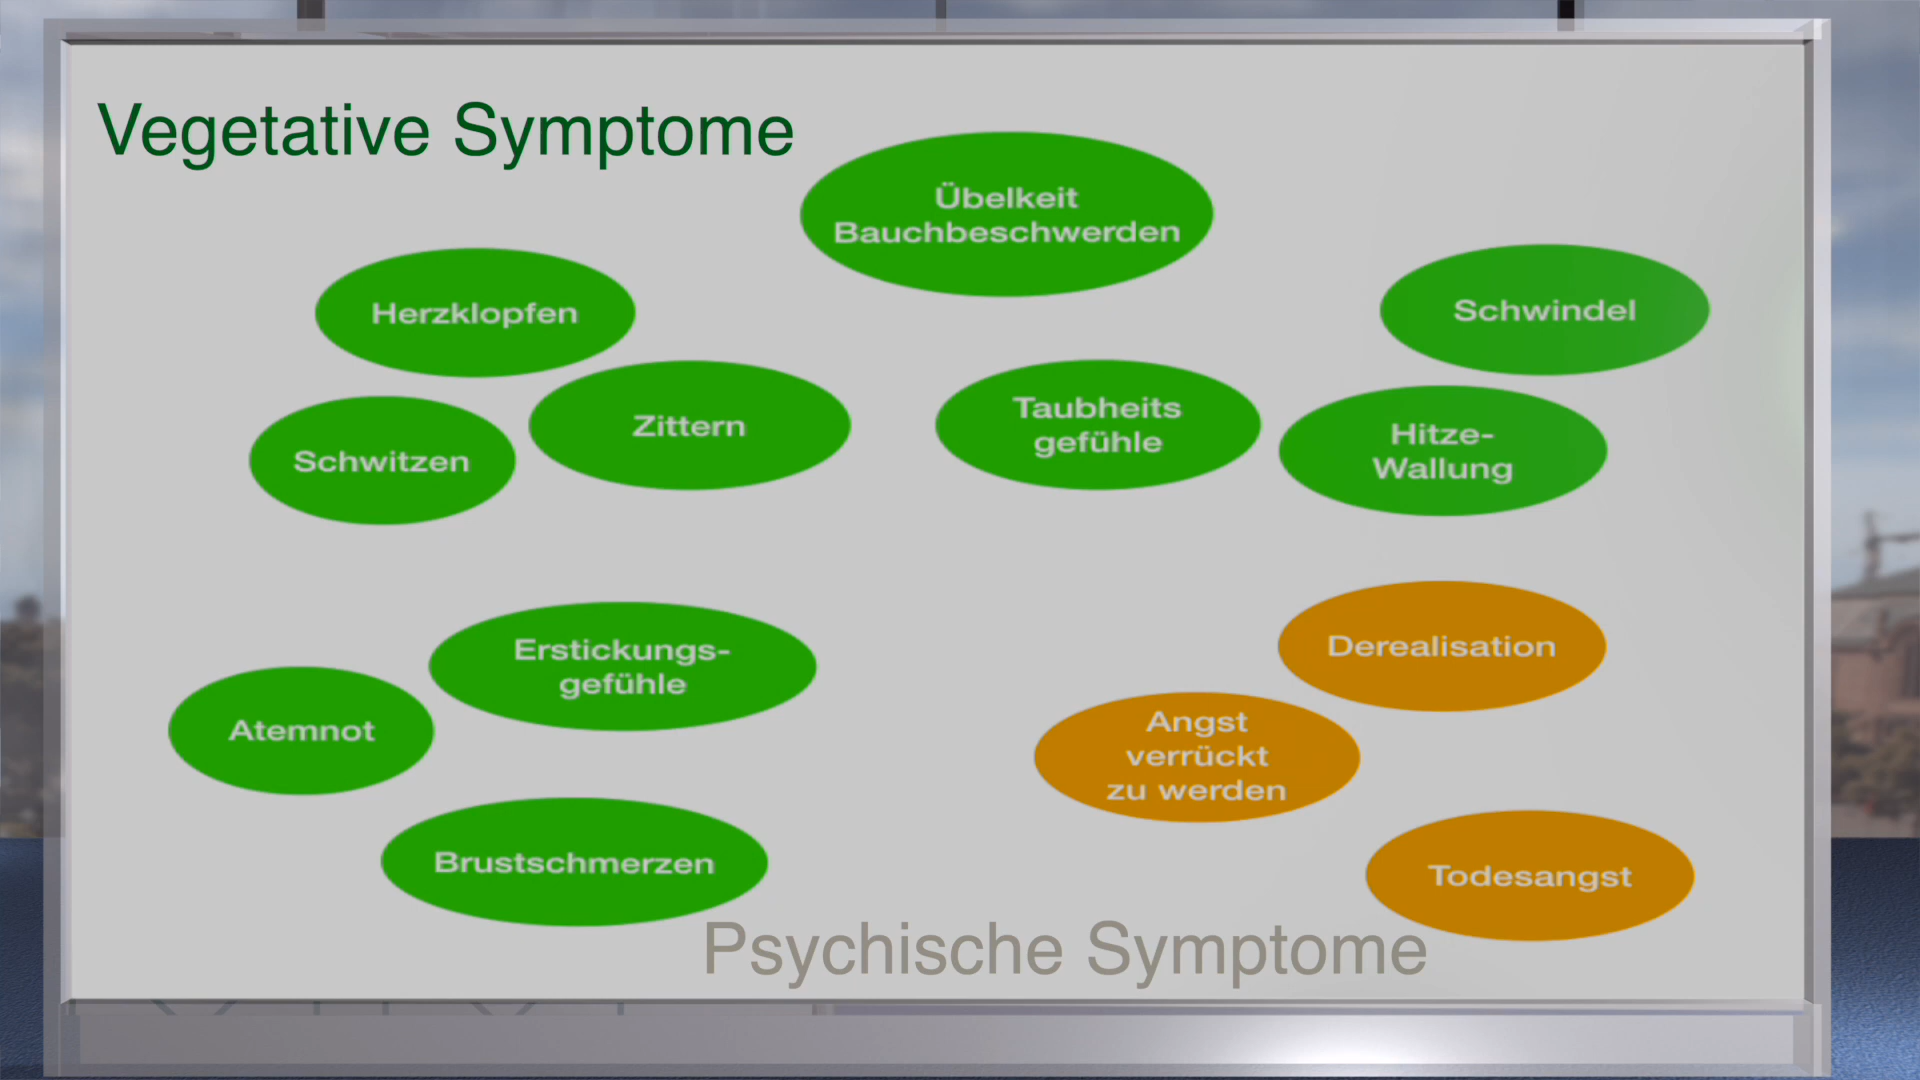 Vegetative Symptome
Übelkeit
Bauchbeschwerden
Herzklopfen
Schwindel
Zittern
Taubheits
gefühle
Hitze-
Wallung
Schwitzen
Erstickungs-
gefühle
Derealisation
Atemnot
Angst
verrückt
zu werden
Brustschmerzen
Todesangst
Psychische Symptome